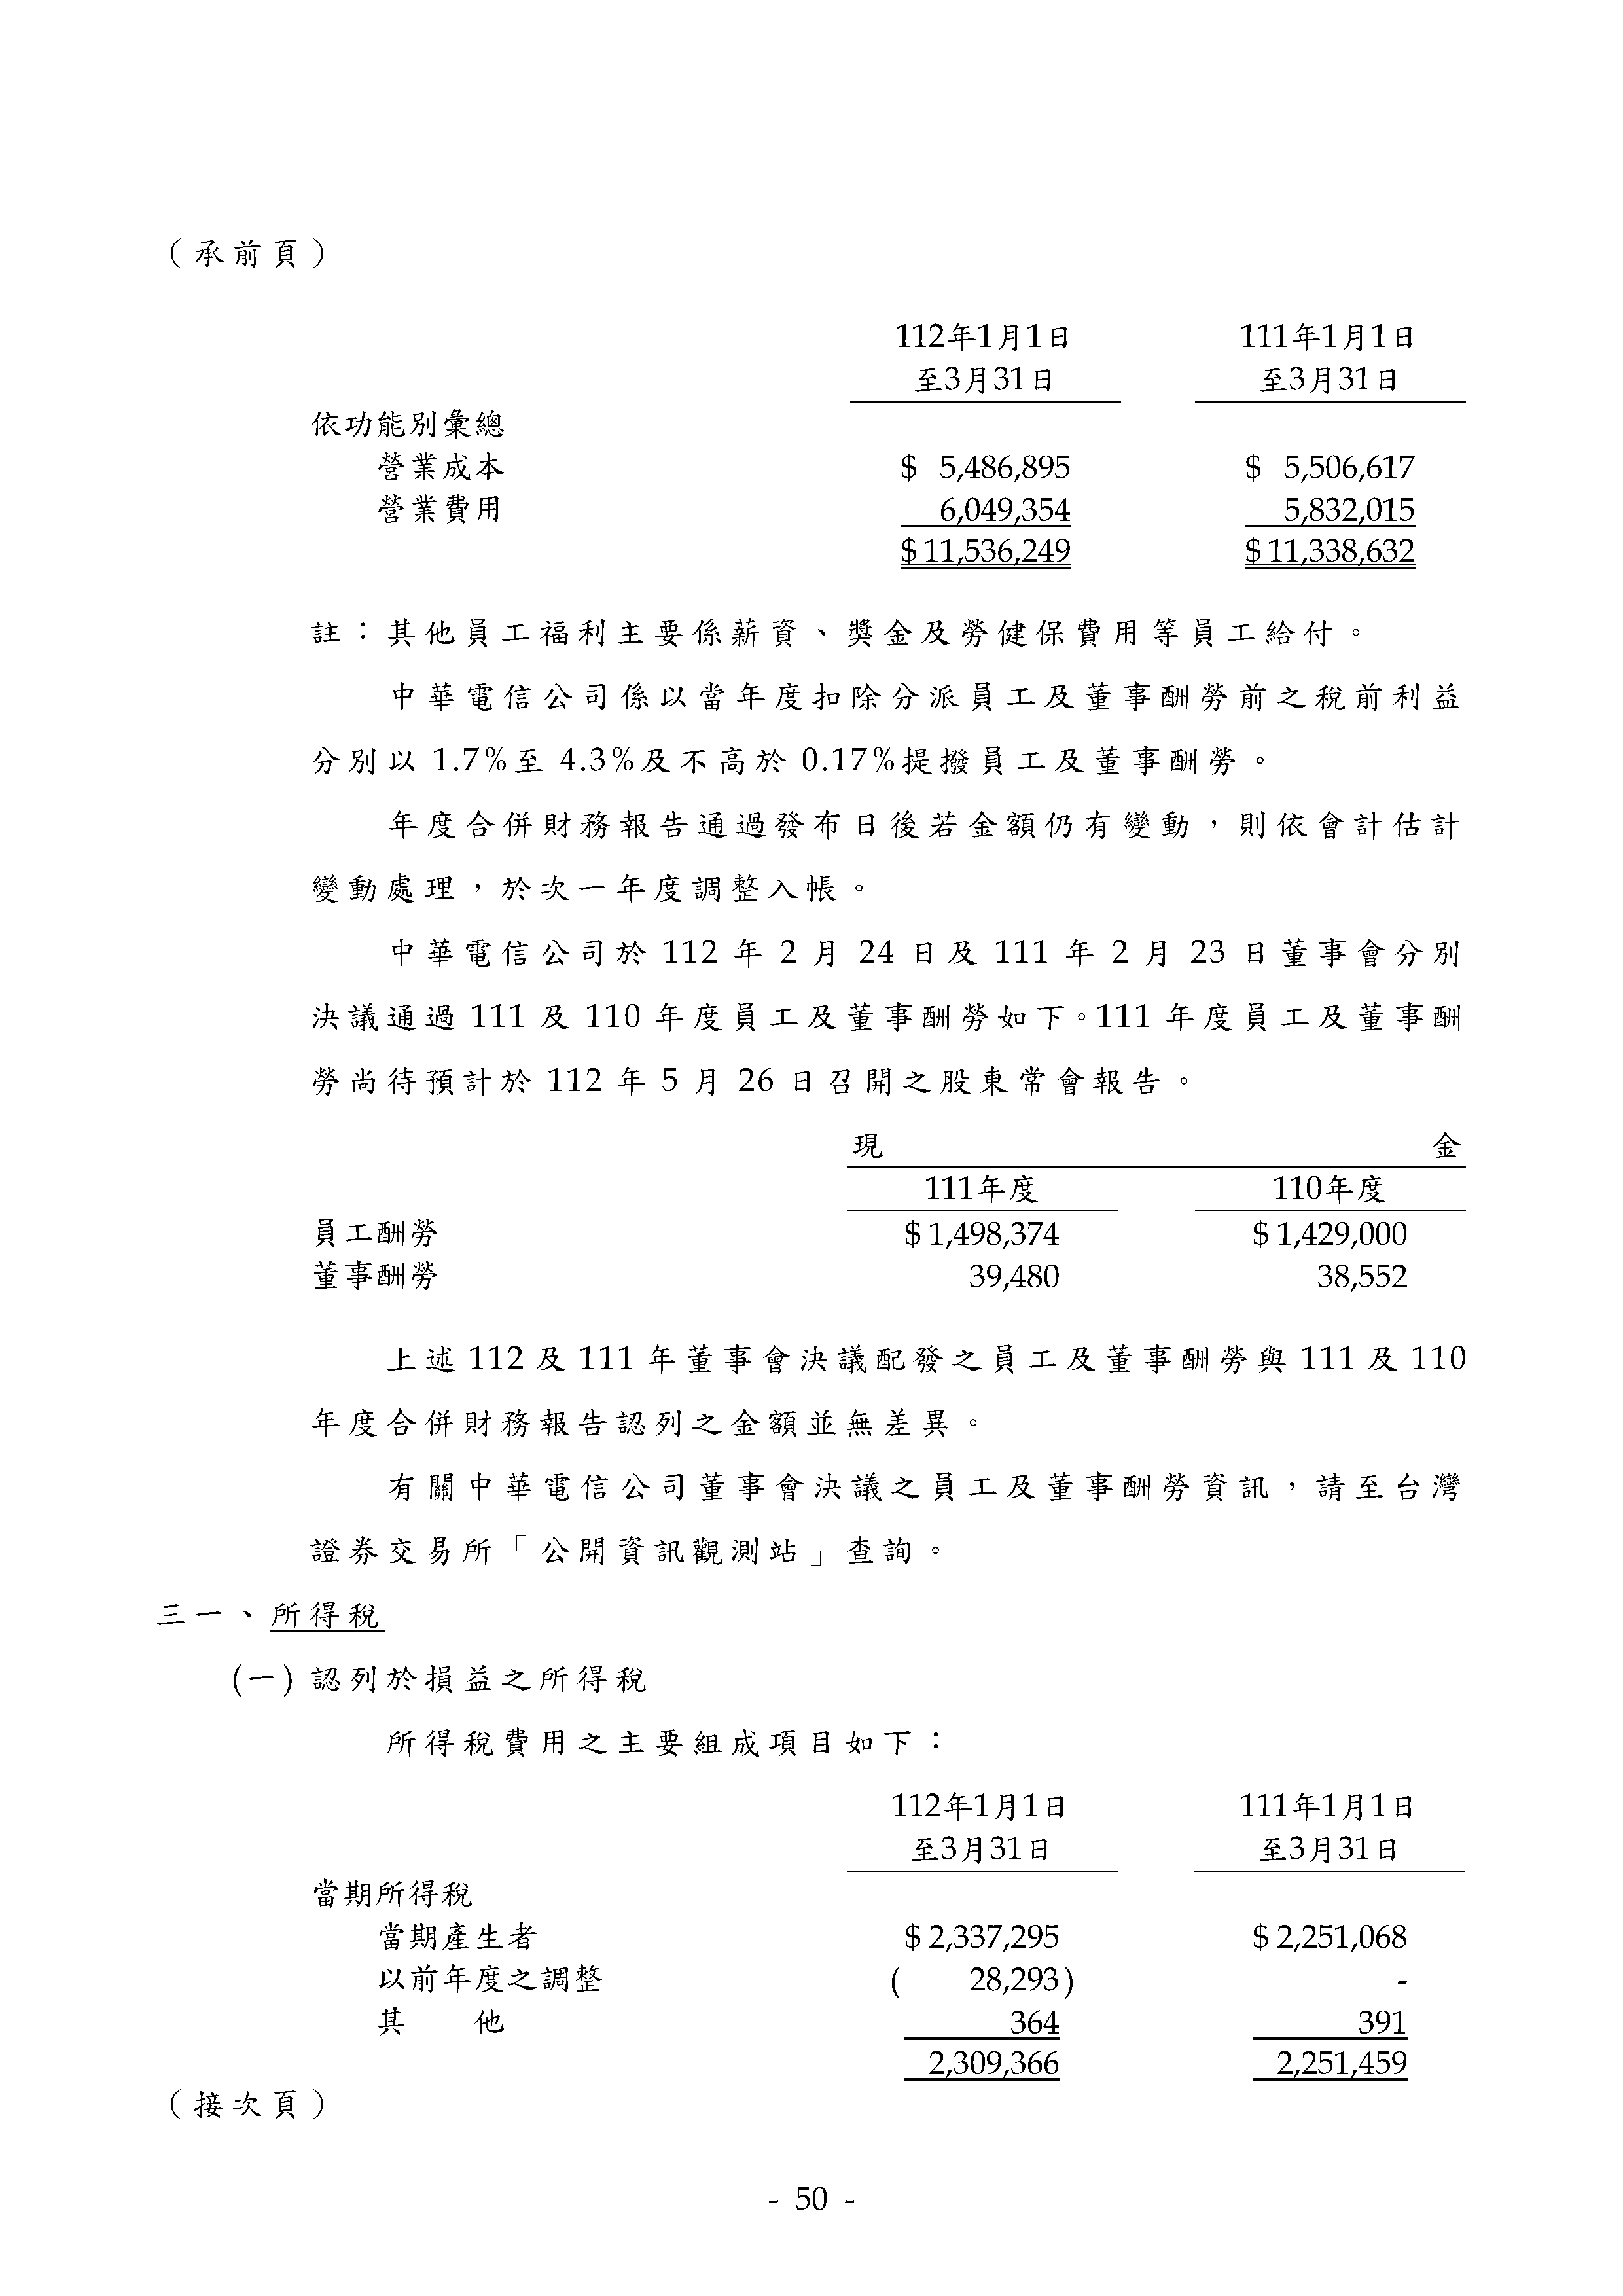 （承前頁）
112年1月1日 111年1月1日
至3月31日 至3月31日
依功能別彙總
營業成本 $ 5,486,895 $ 5,506,617
營業費用 6,049,354 5,832,015
$11,536,249 $11,338,632
註：其他員工福利主要係薪資、獎金及勞健保費用等員工給付。
中華電信公司係以當年度扣除分派員工及董事酬勞前之稅前利益
分別以 1.7%至 4.3%及不高於 0.17%提撥員工及董事酬勞。
年度合併財務報告通過發布日後若金額仍有變動，則依會計估計
變動處理，於次一年度調整入帳。
中華電信公司於 112 年 2 月 24 日及 111 年 2 月 23 日董事會分別
決議通過 111 及 110 年度員工及董事酬勞如下。111 年度員工及董事酬
勞尚待預計於 112 年 5 月 26 日召開之股東常會報告。
現 金
111年度 110年度
員工酬勞 $ 1,498,374 $ 1,429,000
董事酬勞 39,480 38,552
上述 112 及 111 年董事會決議配發之員工及董事酬勞與 111 及 110
年度合併財務報告認列之金額並無差異。
有關中華電信公司董事會決議之員工及董事酬勞資訊，請至台灣
證券交易所「公開資訊觀測站」查詢。
三一、所得稅
(一) 認列於損益之所得稅
所得稅費用之主要組成項目如下：
112年1月1日 111年1月1日
至3月31日 至3月31日
當期所得稅
當期產生者 $ 2,337,295 $ 2,251,068
以前年度之調整 ( 28,293) -
其 他 364 391
2,309,366 2,251,459
（接次頁）
- 50 -